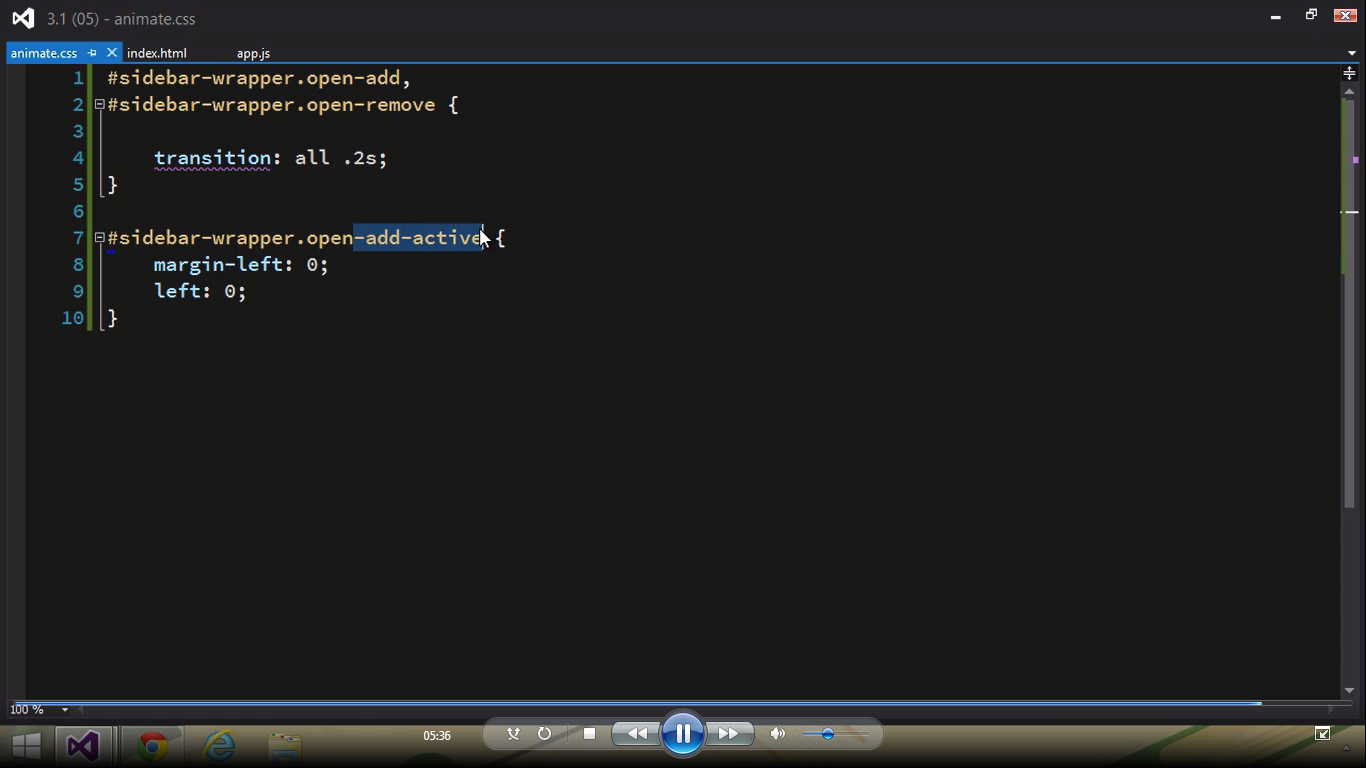 3.1 (05) - animate.css
animate.css index.html app.js
1 #sidebar-wrapper.open-add,
2 #sidebar-wrapper.open-remove {
3
4 transition: all .2s;
5 }
6
7 #sidebar-wrapper.open-add-active {
8 margin-left: 0;
9 left: 0;
10 }
100 %
05:36